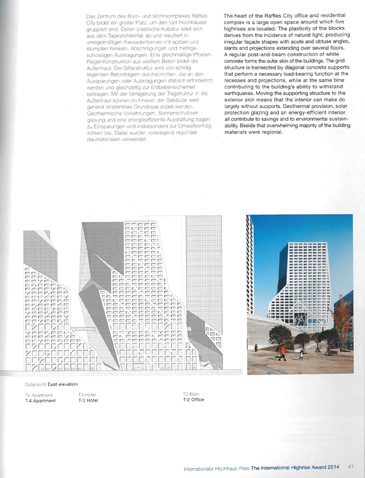 Das Zentrum des Büro- und Wohnkomplexes Raffles
City bildet ein großer Platz, um den fünf Hochhäuser
gruppiert sind. Deren plastische Kubatur leitet sich
aus dem Tageslichteinfall ab und resultiert in
unregelmäßigen Fassadenformen mit spitzen und
stumpfen Winkeln, Abschrägungen und mehrge-
schossigen Auskragungen. Eine gleichmäßige Pfosten-
Riegel-Konstruktion aus weißem Beton bildet die
Außenhaut. Die Gitterstruktur wird von schräg
liegenden Betonträgern durchschnitten, die an den
Aussparungen oder Auskragungen statisch erforderlich
werden und gleichzeitig zur Erdbebensicherheit
beitragen. Mit der Verlagerung der Tragstruktur in die
Außenhaut können im Inneren der Gebäude weit-
gehend stützenfreie Grundrisse erzielt werden.
Geothermische Vorkehrungen, Sonnenschutzver-
glasung und eine energieeffiziente Ausstattung tragen
zu Einsparungen und insbesondere zur Umweltverträg-
lichkeit bei. Dabei wurden vorwiegend regionale
Baumaterialien verwendet.
The heart of the Raffles City office and residential
complex is a large open space around which five
highrises are located. The plasticity of the blocks
derives from the incidence of natural light, producing
irregular façade shapes with acute and obtuse angles,
slants and projections extending over several floors.
A regular post-and-beam construction of white
concrete forms the outer skin of the buildings. The grid
structure is transected by diagonal concrete supports
that perform a necessary load-bearing function at the
recesses and projections, while at the same time
contributing to the building's ability to withstand
earthquakes. Moving the supporting structure to the
exterior skin means that the interior can make do
largely without supports. Geothermal provision, solar
protection glazing and an energy-efficient interior
all contribute to savings and to environmental sustain-
ability. Beside that overwhelming majority of the building
materials were regional.
Ostansicht East elevation
T4 Apartment
T-4 Apartment
T3 Hotel
T-3 Hotel
T2 Büro
T-2 Office
Internationaler Hochhaus Preis The International Highrise Award 2014 41